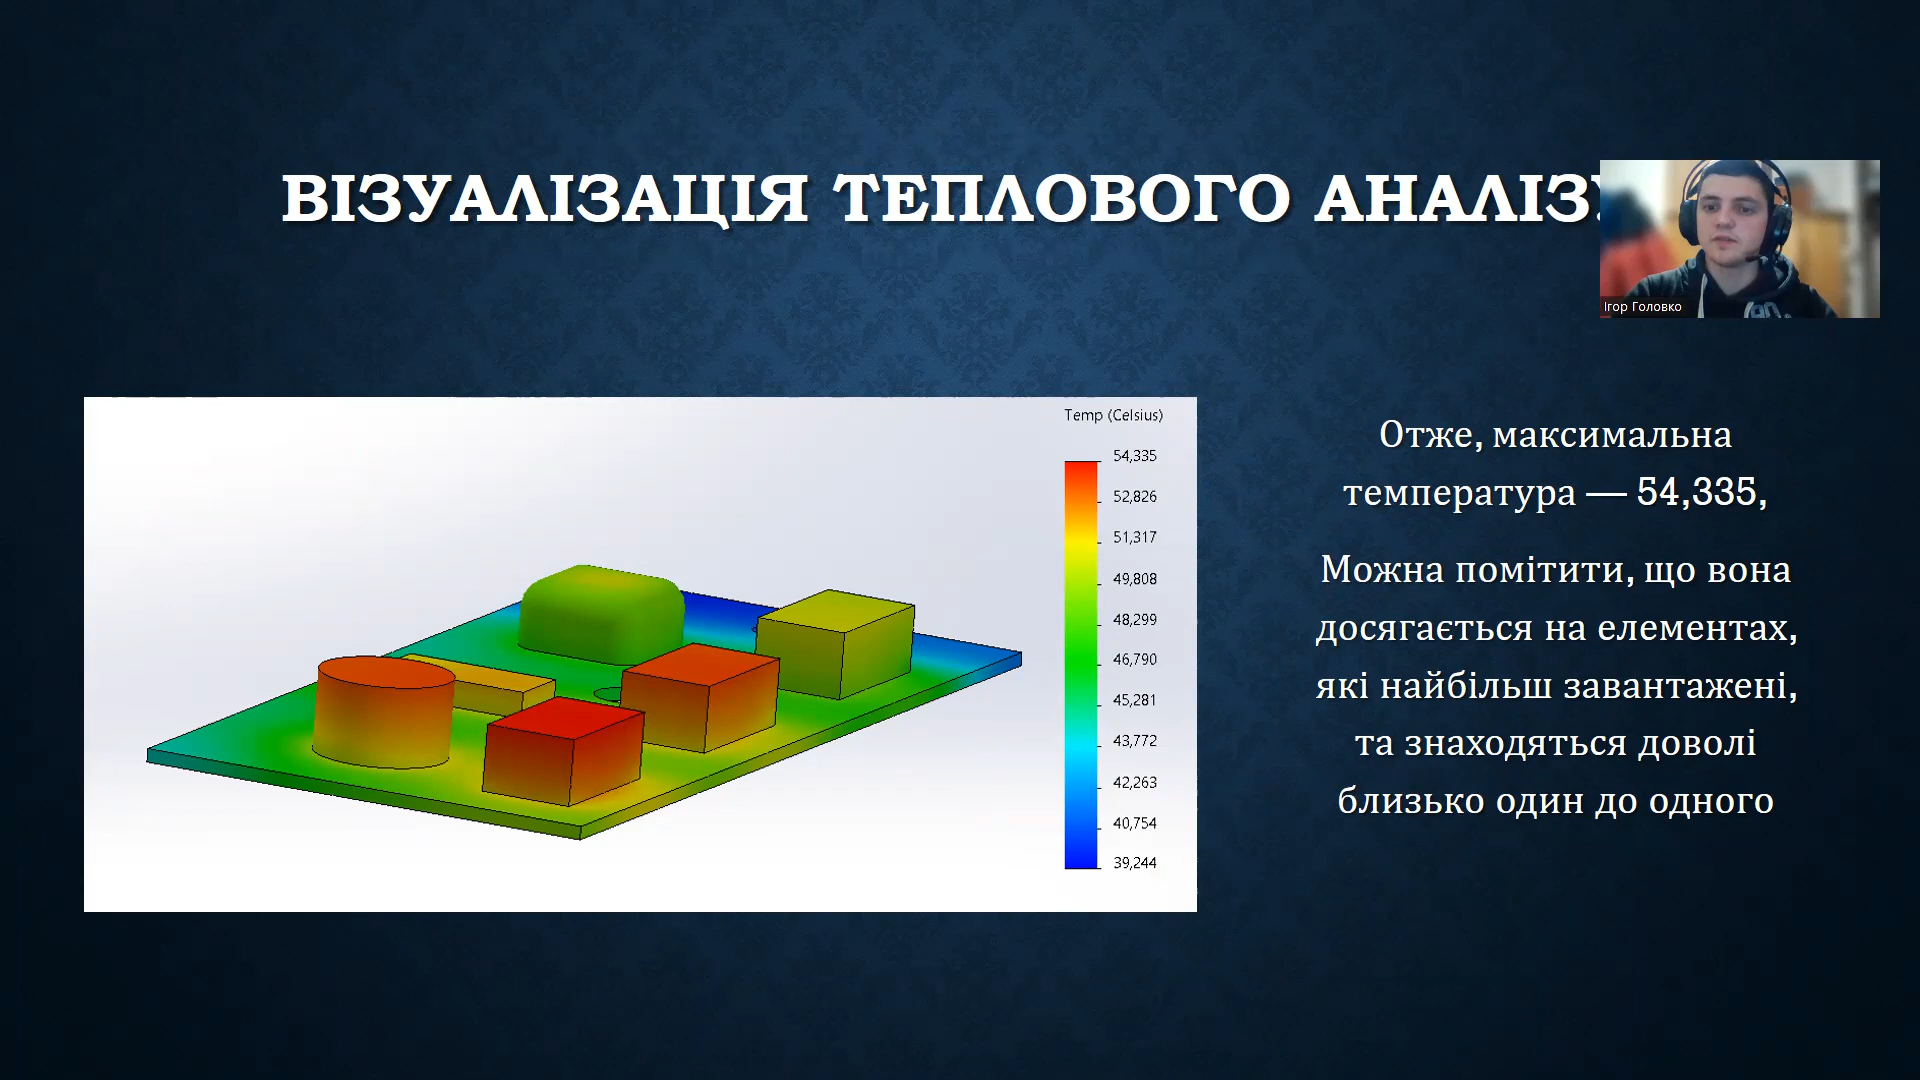 ВІЗУАЛІЗАЦІЯ ТЕПЛОВОГО АНАЛІЗУ
Ігор Головко
Temp (Celsius)
54,335
52,826
51,317
49,808
48,299
46,790
45,281
43,772
42,263
40,754
39,244
Отже, максимальна
температура — 54,335,
Можна помітити, що вона
досягається на елементах,
які найбільш завантажені,
та знаходяться доволі
близько один до одного